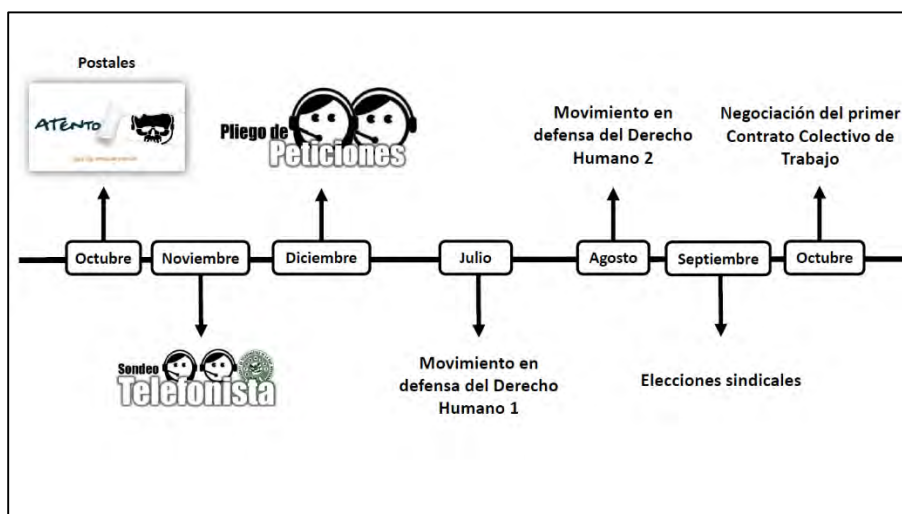 Postales
ATENTO
Pliego de
Peticiones
Movimiento en
defensa del Derecho
Humano 2
Negociación del primer
Contrato Colectivo de
Trabajo
Octubre
Noviembre
Diciembre
Julio
Agosto
Septiembre
Octubre
Sondeo
Telefonista
Movimiento en
defensa del Derecho
Humano 1
Elecciones sindicales